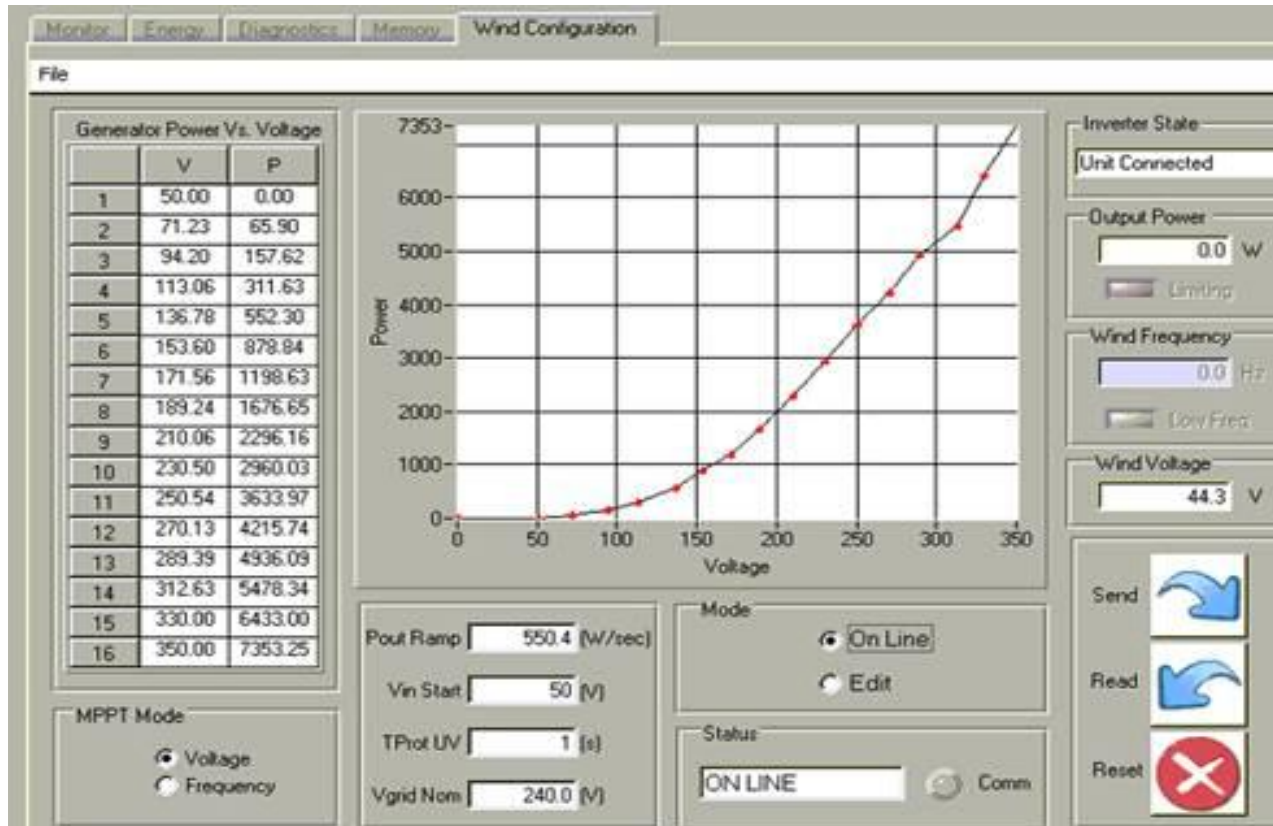 Monitor Energy Diagnostics Memory Wind Configuration
File
Generator Power Vs. Voltage
V P
1 50.00 0.00
2 71.23 65.90
3 94.20 157.62
4 113.06 311.63
5 136.78 552.30
6 153.60 878.84
7 171.56 1198.63
8 189.24 1676.65
9 210.06 2296.16
10 230.50 2960.03
11 250.54 3633.97
12 270.13 4215.74
13 289.39 4936.09
14 312.63 5478.34
15 330.00 6433.00
16 350.00 7353.25
MPPT Mode
Voltage
Frequency
7353
6000
5000
4000
3000
2000
1000
0
Power
0 50 100 150 200 250 300 350
Voltage
Pout Ramp 550.4 (W/sec)
Vin Start 50 (V)
TProt UV 1 (s)
Vgrid Nom 240.0 (V)
Mode
On Line
Edit
Status
ON LINE Comm
Inverter State
Unit Connected
Output Power
0.0 W
Limiting
Wind Frequency
0.0 Hz
Low Freq
Wind Voltage
44.3 V
Send
Read
Reset